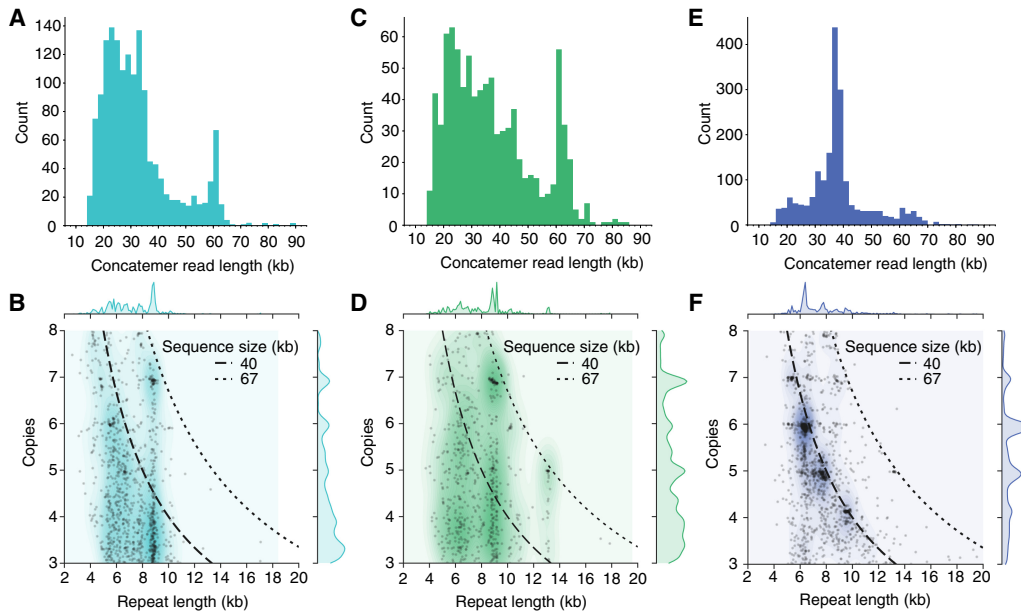 A
Count
140
120
100
80
60
40
20
0
10 20 30 40 50 60 70 80 90
Concatemer read length (kb)
C
Count
60
50
40
30
20
10
0
10 20 30 40 50 60 70 80 90
Concatemer read length (kb)
E
Count
400
300
200
100
0
10 20 30 40 50 60 70 80 90
Concatemer read length (kb)
B
Copies
8
7
6
5
4
3
Sequence size (kb)
40
67
2 4 6 8 10 12 14 16 18 20
Repeat length (kb)
D
Copies
8
7
6
5
4
3
Sequence size (kb)
40
67
2 4 6 8 10 12 14 16 18 20
Repeat length (kb)
F
Copies
8
7
6
5
4
3
Sequence size (kb)
40
67
2 4 6 8 10 12 14 16 18 20
Repeat length (kb)